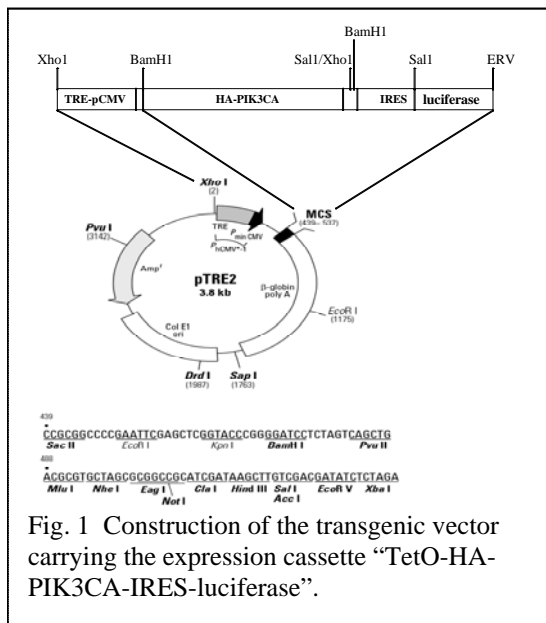 BamH1
Xho1 BamH1 Sal1/Xho1 Sal1 ERV
TRE-pCMV HA-PIK3CA IRES luciferase
Xho I
(2)
MCS
(439–537)
Pvu I
(3142)
TRE
P min CMV
P hCMV*-1
Amp r
pTRE2
3.8 kb
β-globin
poly A
EcoR I
(1175)
Col E1
ori
Drd I
(1987)
Sap I
(1763)
439
CCGCGGCCCCGAATTCGAGCTCGGTACCCGGGGATCCTCTAGTCAGCTG
Sac II EcoR I Kpn I BamH I Pvu II
488
ACGCGTGCTAGCGCGGCCGCATCGATAAGCTTGTCGACGATATCTCTAGA
Mlu I Nhe I Eag I Cla I Hind III Sal I EcoR V Xba I
Not I Acc I
Fig. 1 Construction of the transgenic vector
carrying the expression cassette “TetO-HA-
PIK3CA-IRES-luciferase”.